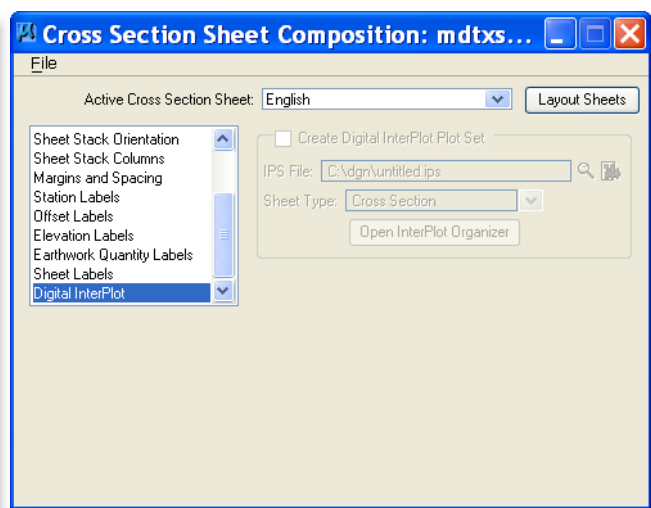 Cross Section Sheet Composition: mdtxs...
File
Active Cross Section Sheet: English Layout Sheets
Sheet Stack Orientation
Sheet Stack Columns
Margins and Spacing
Station Labels
Offset Labels
Elevation Labels
Earthwork Quantity Labels
Sheet Labels
Digital InterPlot
Create Digital InterPlot Plot Set
IPS File: C:\dgn\untitled.ips
Sheet Type: Cross Section
Open InterPlot Organizer